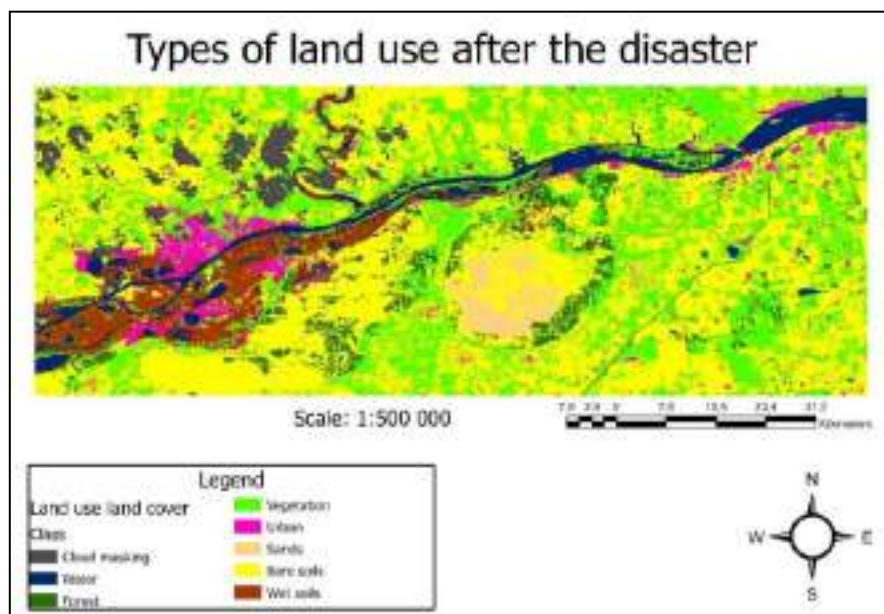 Types of land use after the disaster
Scale: 1:500 000
Kilometers
Legend
Land use land cover
Class
Cloud masking
Water
Forest
Vegetation
Urban
Sands
Bare soils
Wet soils
N
W E
S